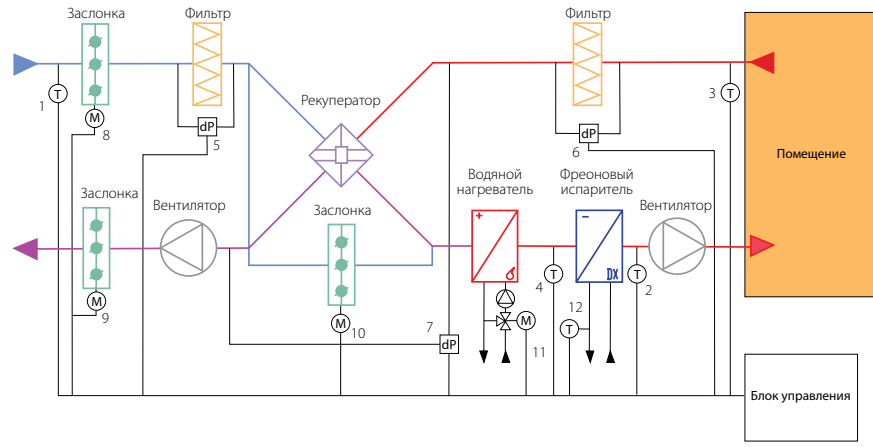 Заслонка
Фильтр
Фильтр
T
1
M
8
dP
5
Рекуператор
dP
6
T
3
Помещение
Заслонка
Вентилятор
Заслонка
Водяной
нагреватель
Фреоновый
испаритель
Вентилятор
+
−
DX
M
9
M
10
7
dP
T
4
M
11
12
T
T
2
Блок управления